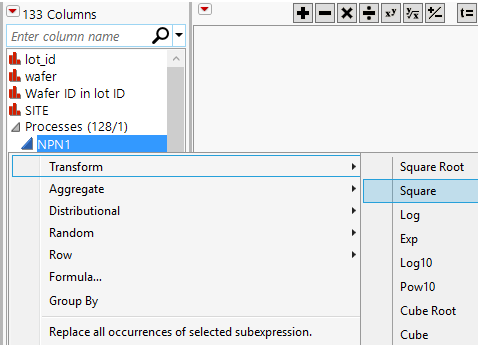 133 Columns
Enter column name
lot_id
wafer
Wafer ID in lot ID
SITE
Processes (128/1)
NPN1
Transform
Aggregate
Distributional
Random
Row
Formula...
Group By
Replace all occurrences of selected subexpression.
+ − × ÷ xʸ ʸ√x +/− t=
Square Root
Square
Log
Exp
Log10
Pow10
Cube Root
Cube